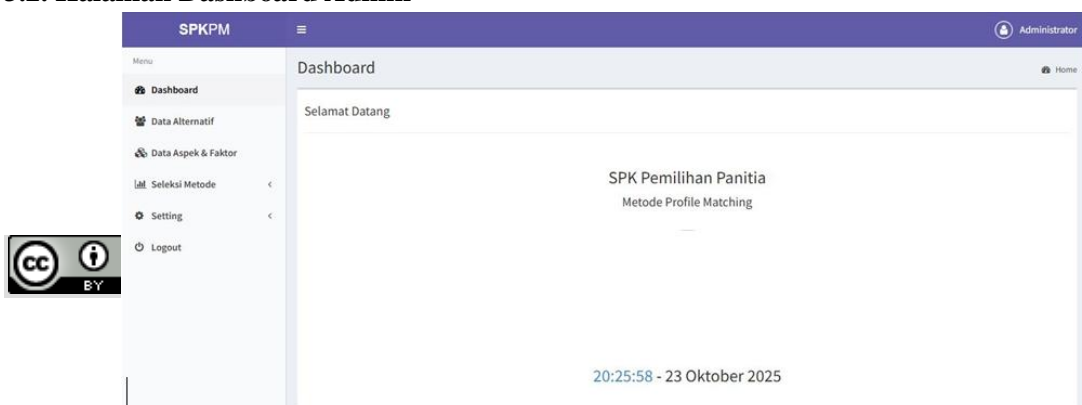 SPKPM
Administrator
Menu
Dashboard
Home
Dashboard
Data Alternatif
Data Aspek & Faktor
Seleksi Metode
Setting
Logout
Selamat Datang
SPK Pemilihan Panitia
Metode Profile Matching
20:25:58 - 23 Oktober 2025
CC BY